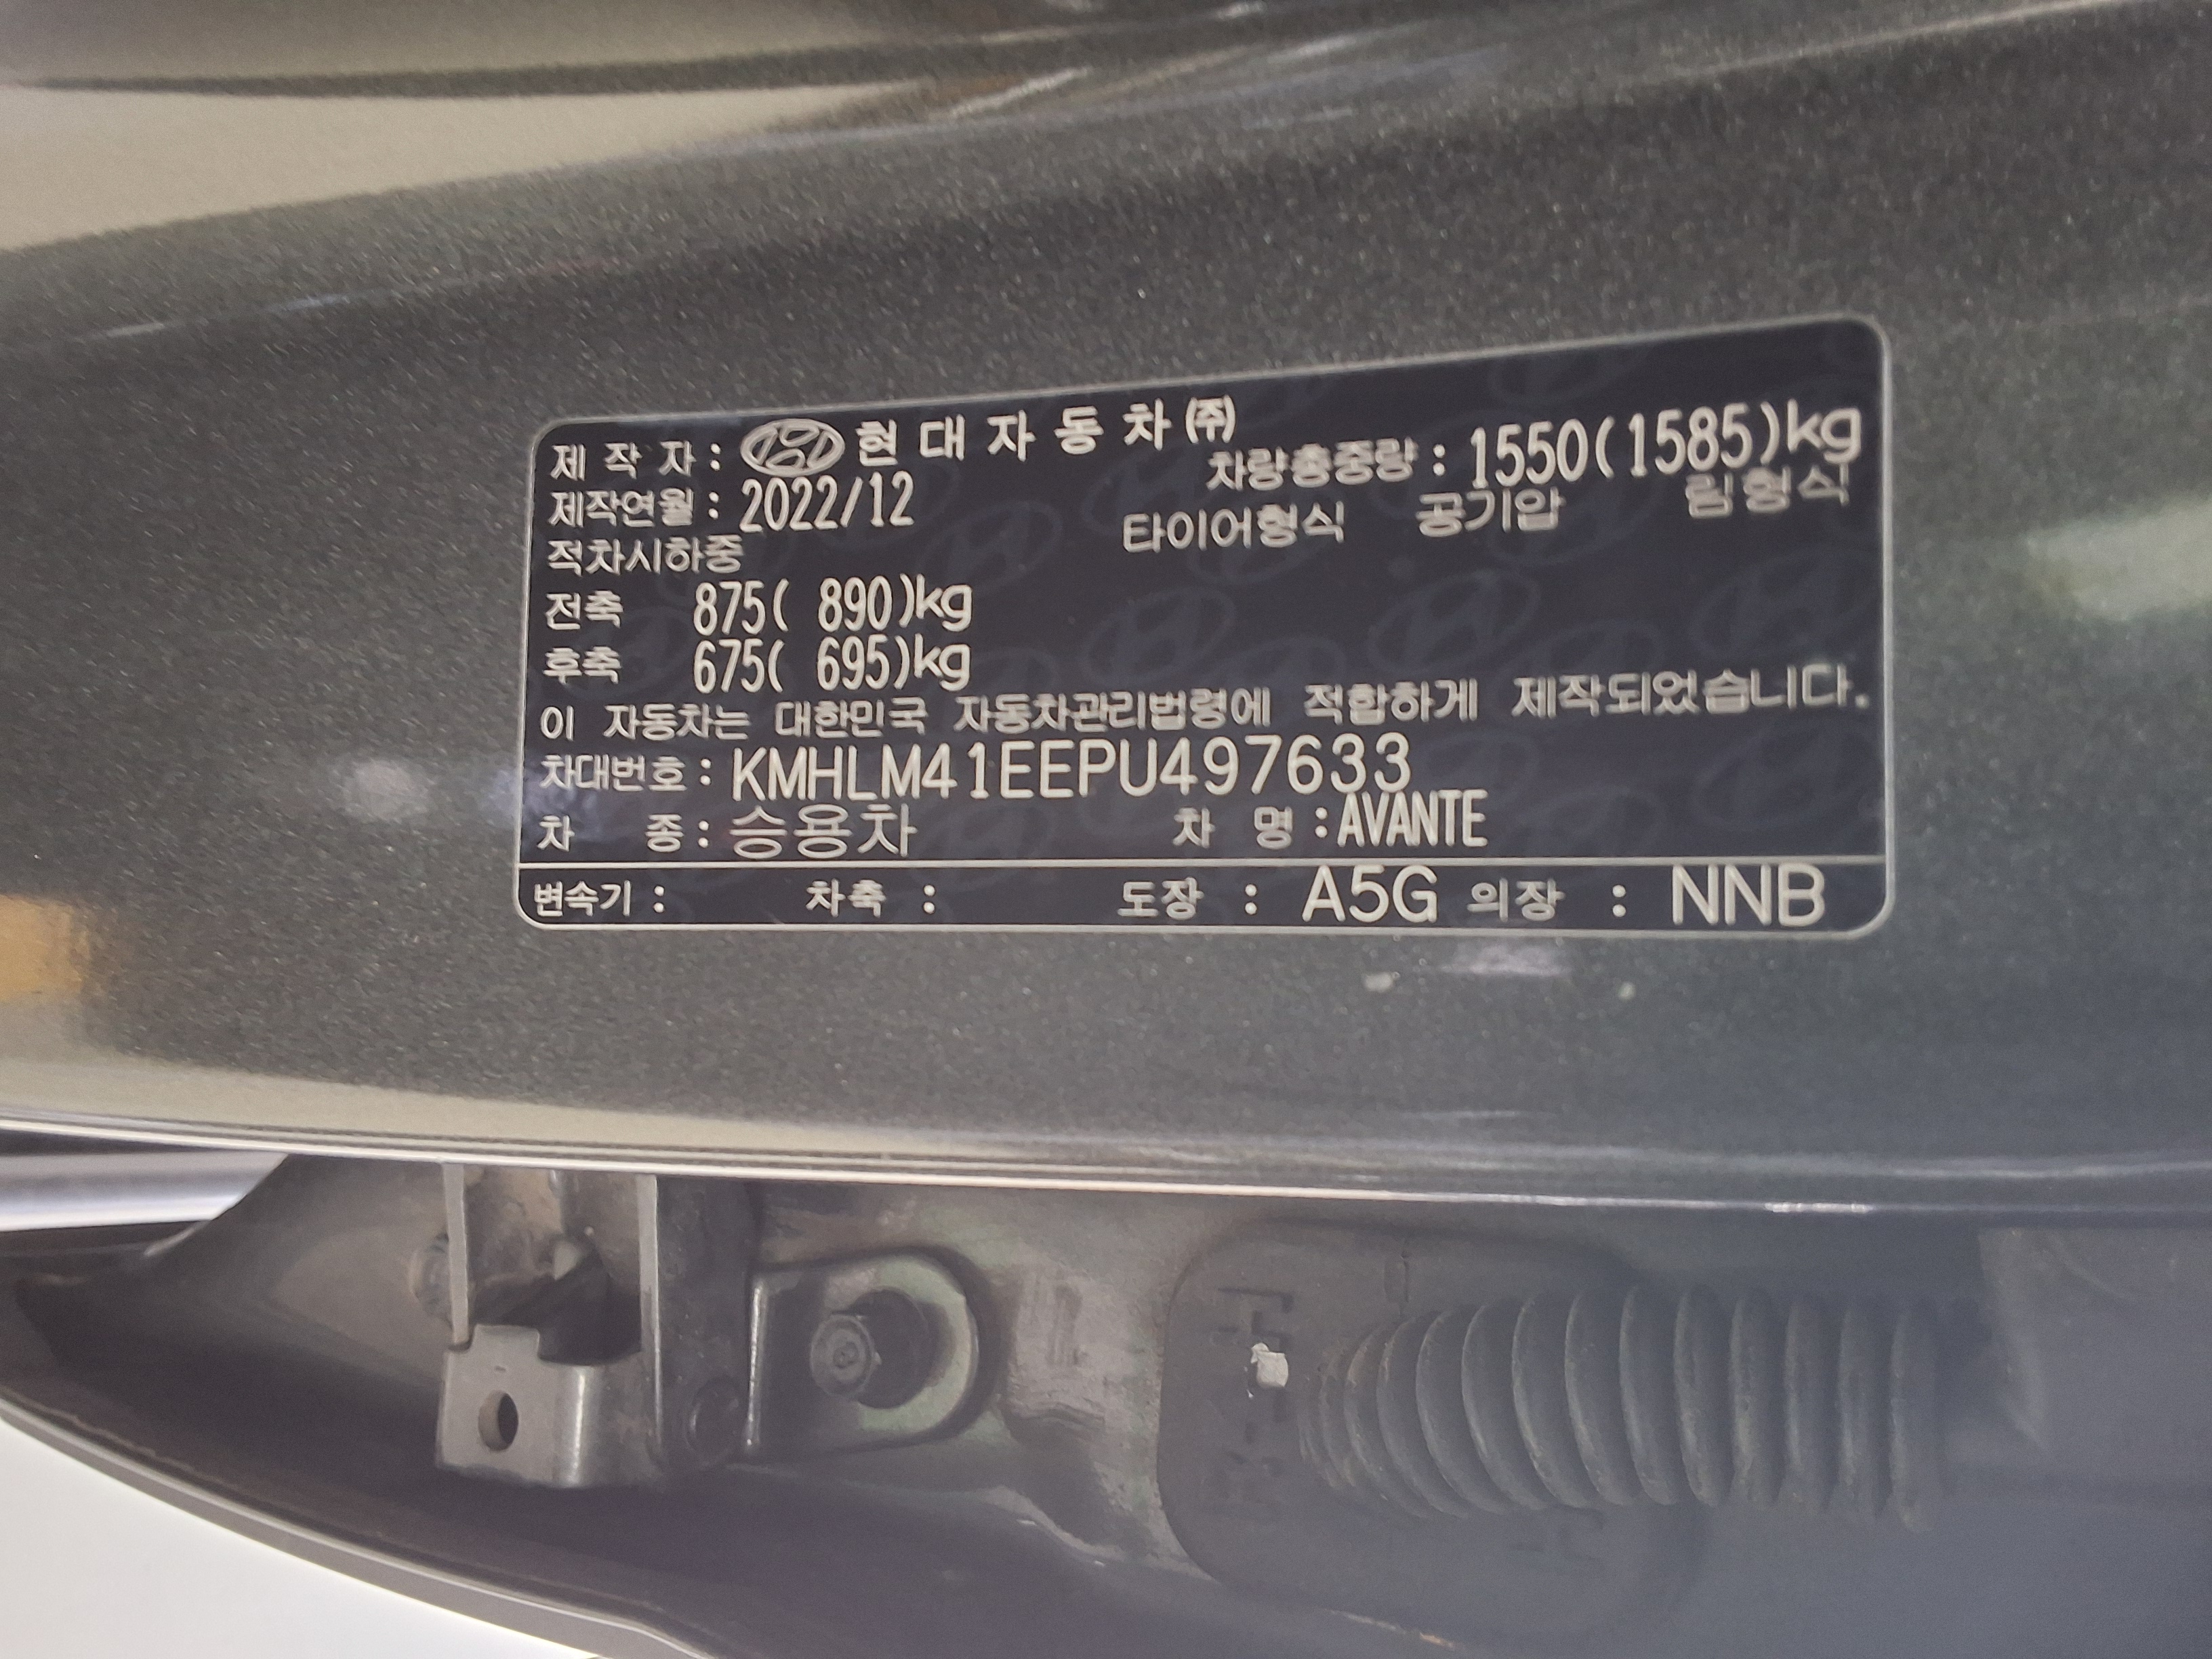 제 작 자 : 현 대 자 동 차 ㈜
차량총중량 : 1550(1585)kg
제작연월 : 2022/12
타이어형식 공기압 림형식
적차시하중
전축 875( 890)kg
후축 675( 695)kg
이 자동차는 대한민국 자동차관리법령에 적합하게 제작되었습니다.
차대번호 : KMHLM41EEPU497633
차 종 : 승용차 차 명 : AVANTE
변속기 : 차축 : 도장 : A5G 의장 : NNB